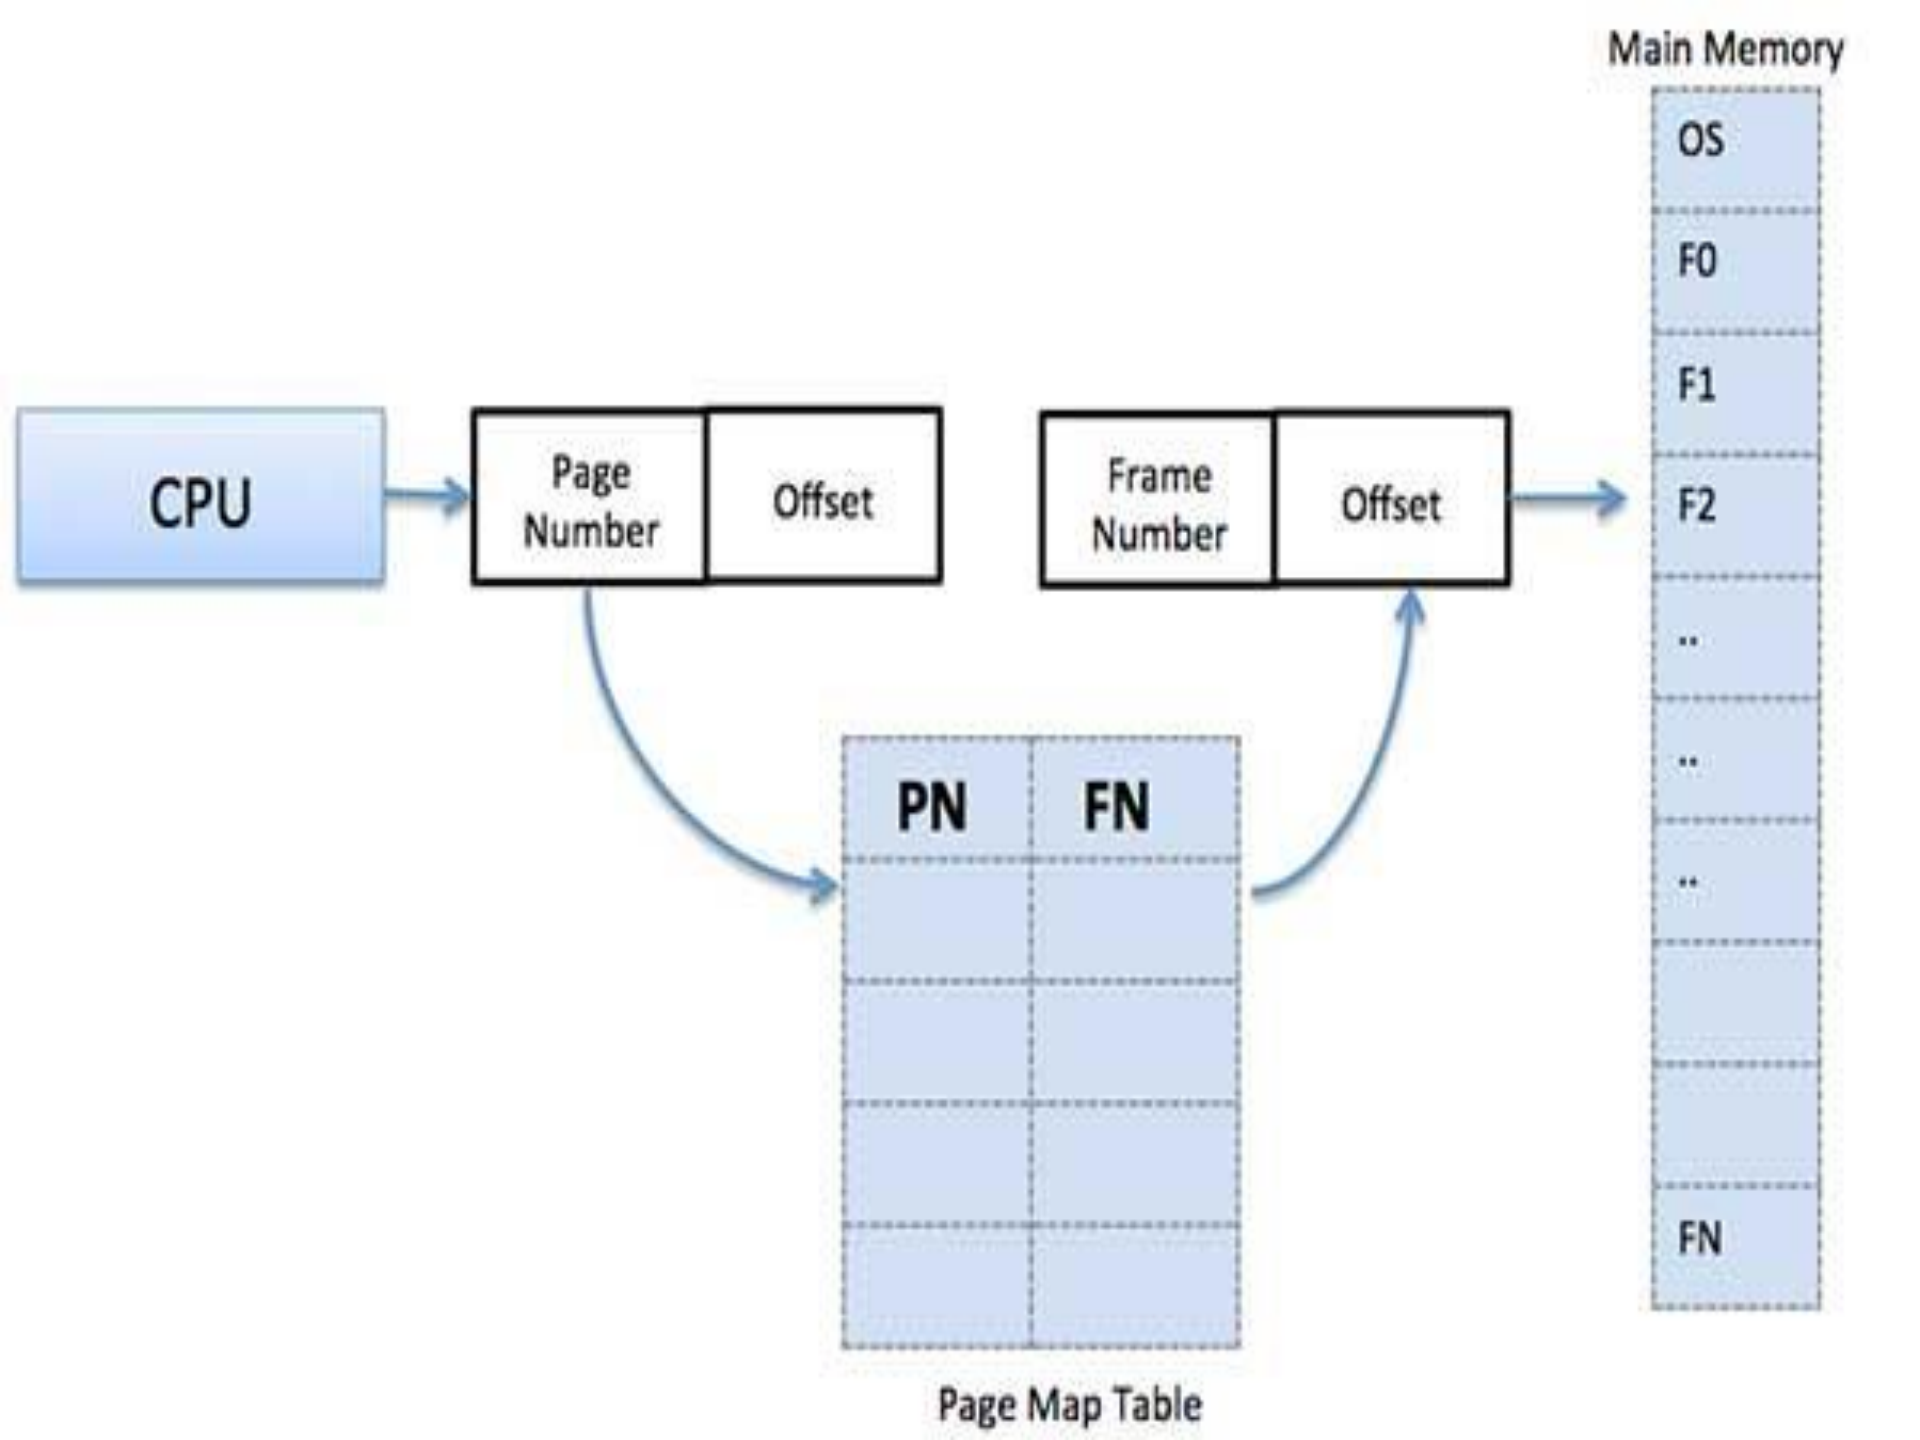 Main Memory
OS
F0
F1
F2
..
..
..
FN
CPU
Page
Number
Offset
Frame
Number
Offset
PN FN
Page Map Table